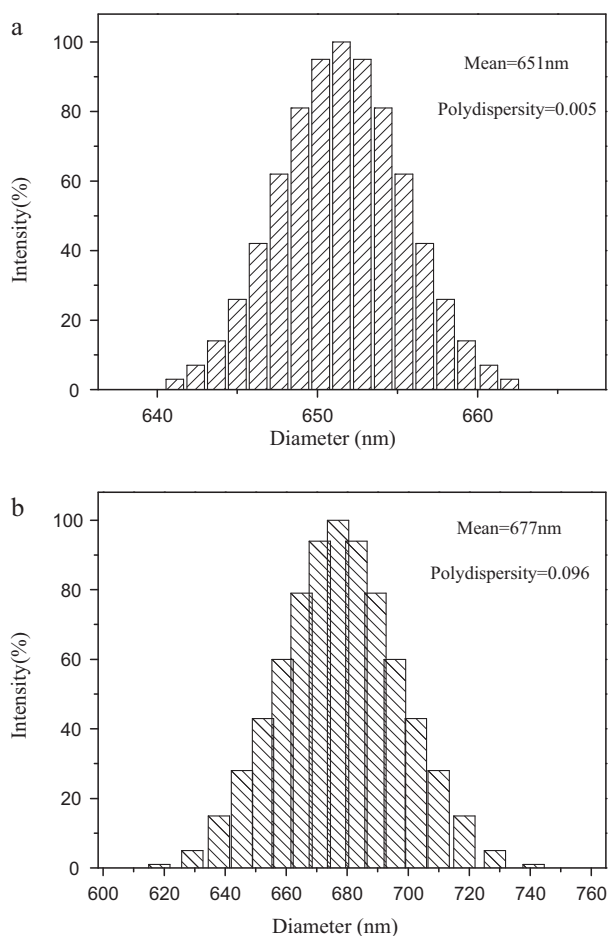 a
100
80
60
40
20
0
Intensity(%)
Mean=651nm
Polydispersity=0.005
640 650 660
Diameter (nm)
b
100
80
60
40
20
0
Intensity(%)
Mean=677nm
Polydispersity=0.096
600 620 640 660 680 700 720 740 760
Diameter (nm)